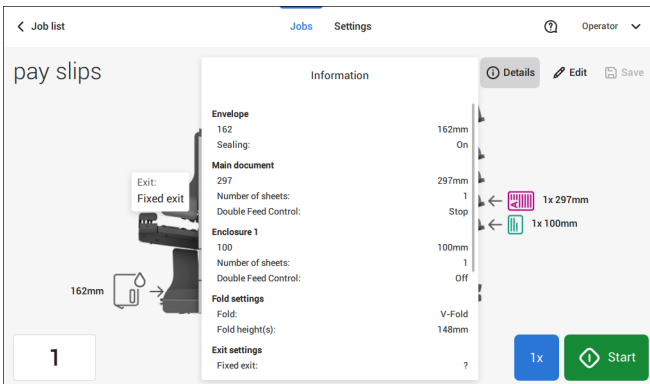 Job list
Jobs
Settings
Operator
pay slips
Information
Details
Edit
Save
Envelope
162 162mm
Sealing: On
Main document
297 297mm
Number of sheets: 1
Double Feed Control: Stop
Enclosure 1
100 100mm
Number of sheets: 1
Double Feed Control: Off
Fold settings
Fold: V-Fold
Fold height(s): 148mm
Exit settings
Fixed exit: ?
Exit:
Fixed exit
1x 297mm
1x 100mm
162mm
1
1x
Start